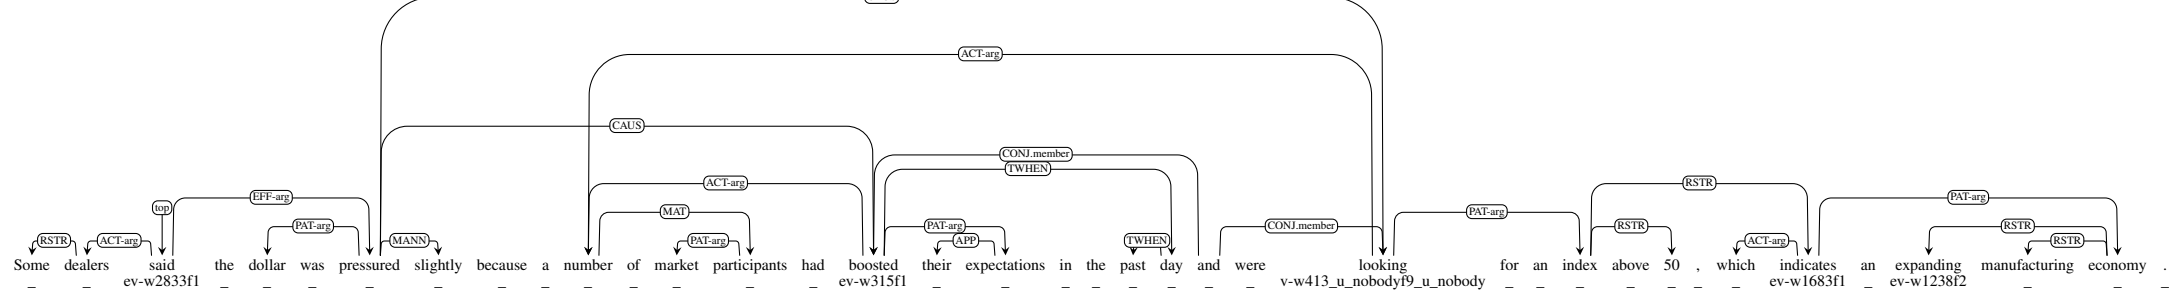 ACT-arg
CAUS
CONJ.member
TWHEN
ACT-arg RSTR
EFF-arg PAT-arg
top MAT PAT-arg
PAT-arg PAT-arg CONJ.member RSTR RSTR
RSTR ACT-arg MANN PAT-arg APP TWHEN ACT-arg RSTR
Some dealers said the dollar was pressured slightly because a number of market participants had boosted their expectations in the past day and were looking for an index above 50 , which indicates an expanding manufacturing economy .
_ _ ev-w2833f1 _ _ _ _ _ _ _ _ _ _ _ _ ev-w315f1 _ _ _ _ _ _ _ _ v-w413_u_nobodyf9_u_nobody _ _ _ _ _ _ _ ev-w1683f1 _ ev-w1238f2 _ _ _